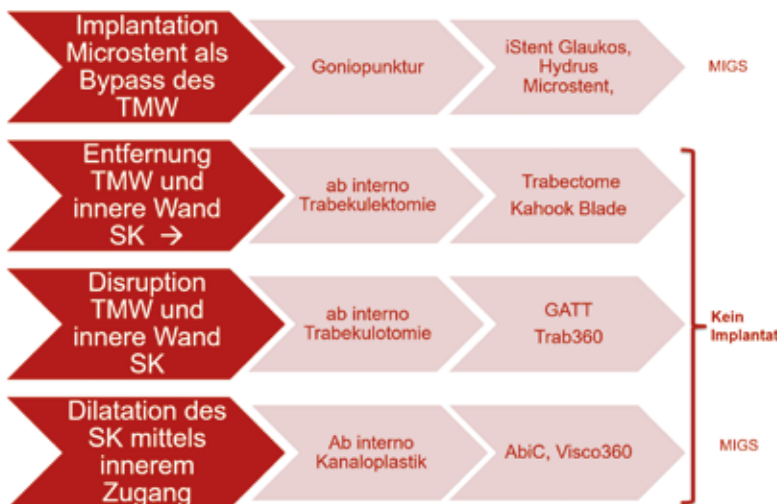 Implantation
Microstent als
Bypass des
TMW
Goniopunktur
iStent Glaukos,
Hydrus
Microstent,
MIGS
Entfernung
TMW und
innere Wand
SK →
ab interno
Trabekulektomie
Trabectome
Kahook Blade
Disruption
TMW und
innere Wand
SK
ab interno
Trabekulotomie
GATT
Trab360
Kein
Implantat
Dilatation des
SK mittels
innerem
Zugang
Ab interno
Kanaloplastik
AbiC, Visco360
MIGS